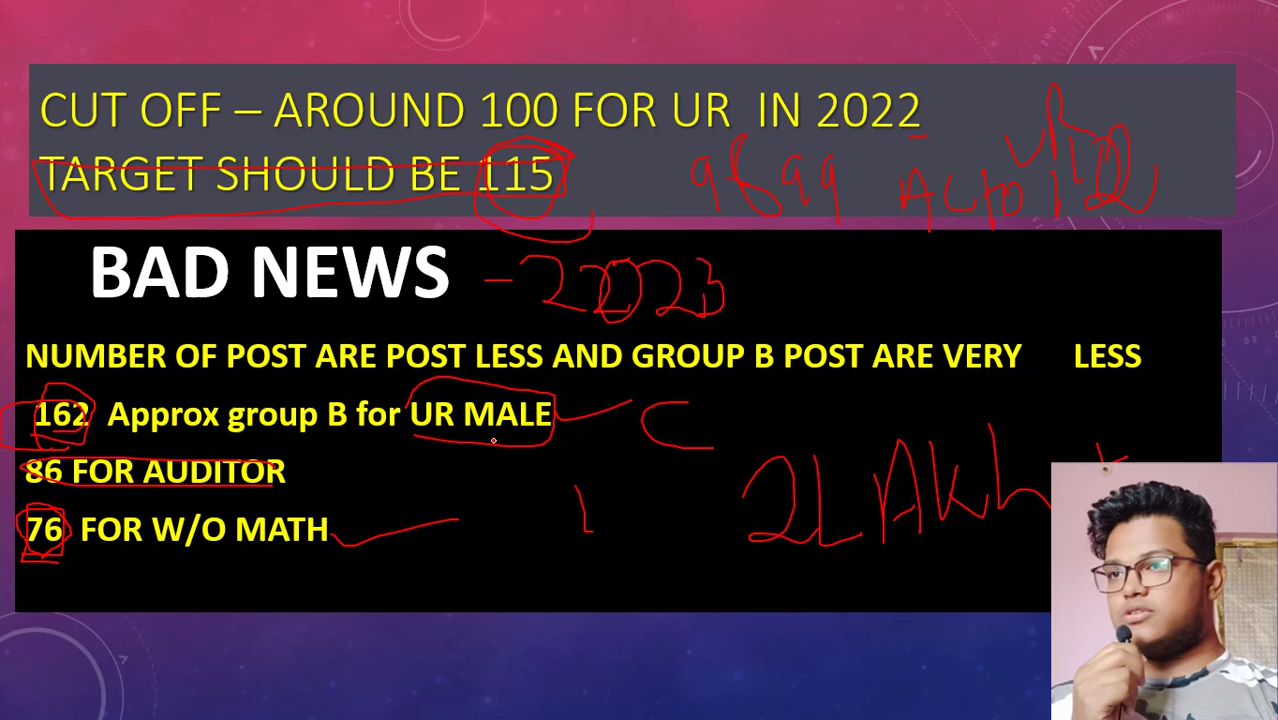 CUT OFF – AROUND 100 FOR UR IN 2022
TARGET SHOULD BE 115
9899
BAD NEWS
NUMBER OF POST ARE POST LESS AND GROUP B POST ARE VERY LESS
162 Approx group B for UR MALE
86 FOR AUDITOR
2LAkh+
76 FOR W/O MATH